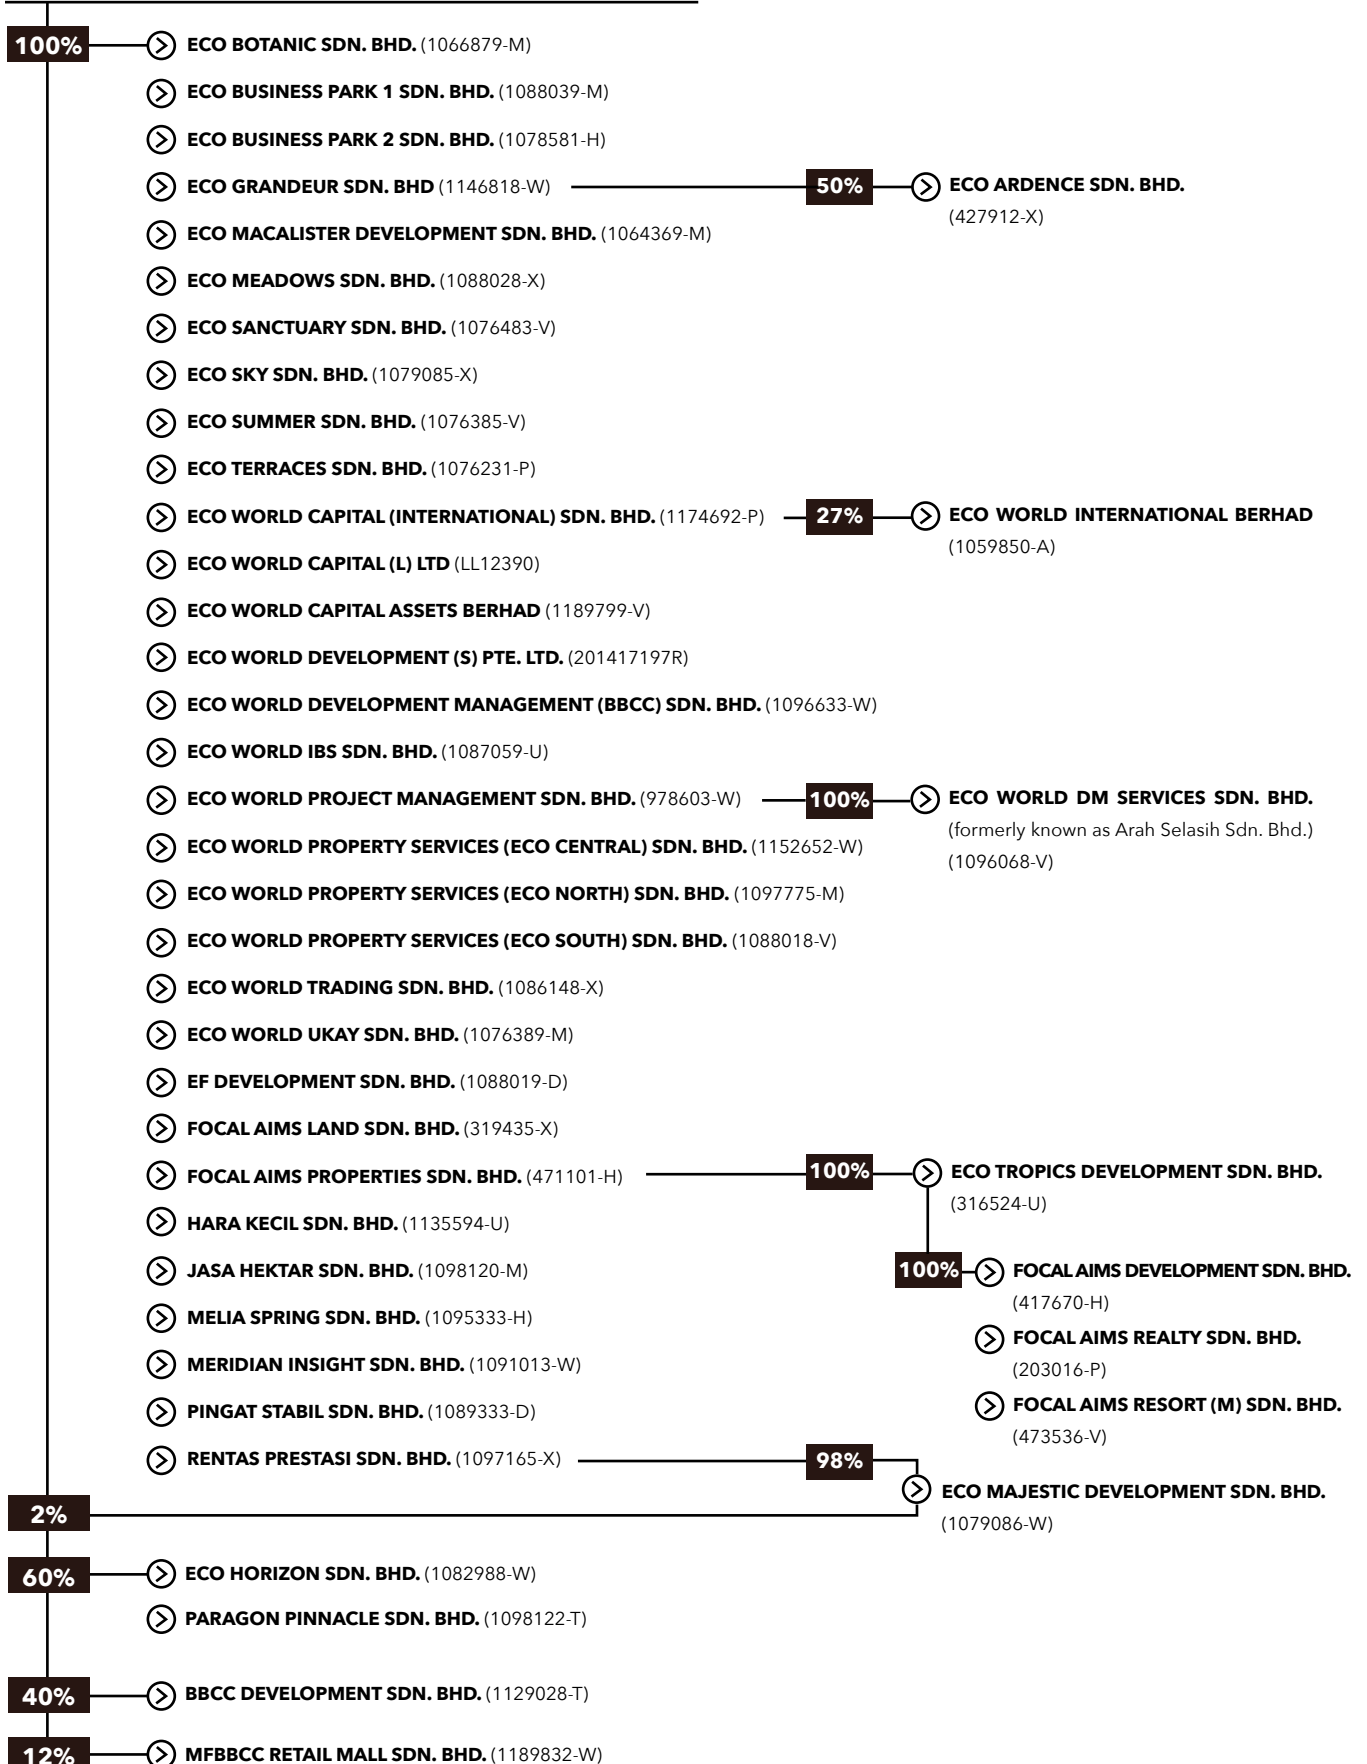 100%
ECO BOTANIC SDN. BHD. (1066879-M)
ECO BUSINESS PARK 1 SDN. BHD. (1088039-M)
ECO BUSINESS PARK 2 SDN. BHD. (1078581-H)
ECO GRANDEUR SDN. BHD (1146818-W)
50%
ECO ARDENCE SDN. BHD.
(427912-X)
ECO MACALISTER DEVELOPMENT SDN. BHD. (1064369-M)
ECO MEADOWS SDN. BHD. (1088028-X)
ECO SANCTUARY SDN. BHD. (1076483-V)
ECO SKY SDN. BHD. (1079085-X)
ECO SUMMER SDN. BHD. (1076385-V)
ECO TERRACES SDN. BHD. (1076231-P)
ECO WORLD CAPITAL (INTERNATIONAL) SDN. BHD. (1174692-P)
27%
ECO WORLD INTERNATIONAL BERHAD
(1059850-A)
ECO WORLD CAPITAL (L) LTD (LL12390)
ECO WORLD CAPITAL ASSETS BERHAD (1189799-V)
ECO WORLD DEVELOPMENT (S) PTE. LTD. (201417197R)
ECO WORLD DEVELOPMENT MANAGEMENT (BBCC) SDN. BHD. (1096633-W)
ECO WORLD IBS SDN. BHD. (1087059-U)
ECO WORLD PROJECT MANAGEMENT SDN. BHD. (978603-W)
100%
ECO WORLD DM SERVICES SDN. BHD.
(formerly known as Arah Selasih Sdn. Bhd.)
(1096068-V)
ECO WORLD PROPERTY SERVICES (ECO CENTRAL) SDN. BHD. (1152652-W)
ECO WORLD PROPERTY SERVICES (ECO NORTH) SDN. BHD. (1097775-M)
ECO WORLD PROPERTY SERVICES (ECO SOUTH) SDN. BHD. (1088018-V)
ECO WORLD TRADING SDN. BHD. (1086148-X)
ECO WORLD UKAY SDN. BHD. (1076389-M)
EF DEVELOPMENT SDN. BHD. (1088019-D)
FOCAL AIMS LAND SDN. BHD. (319435-X)
FOCAL AIMS PROPERTIES SDN. BHD. (471101-H)
100%
ECO TROPICS DEVELOPMENT SDN. BHD.
(316524-U)
HARA KECIL SDN. BHD. (1135594-U)
JASA HEKTAR SDN. BHD. (1098120-M)
100%
FOCAL AIMS DEVELOPMENT SDN. BHD.
(417670-H)
MELIA SPRING SDN. BHD. (1095333-H)
FOCAL AIMS REALTY SDN. BHD.
(203016-P)
MERIDIAN INSIGHT SDN. BHD. (1091013-W)
PINGAT STABIL SDN. BHD. (1089333-D)
FOCAL AIMS RESORT (M) SDN. BHD.
(473536-V)
RENTAS PRESTASI SDN. BHD. (1097165-X)
98%
ECO MAJESTIC DEVELOPMENT SDN. BHD.
(1079086-W)
2%
60%
ECO HORIZON SDN. BHD. (1082988-W)
PARAGON PINNACLE SDN. BHD. (1098122-T)
40%
BBCC DEVELOPMENT SDN. BHD. (1129028-T)
12%
MFBBCC RETAIL MALL SDN. BHD. (1189832-W)